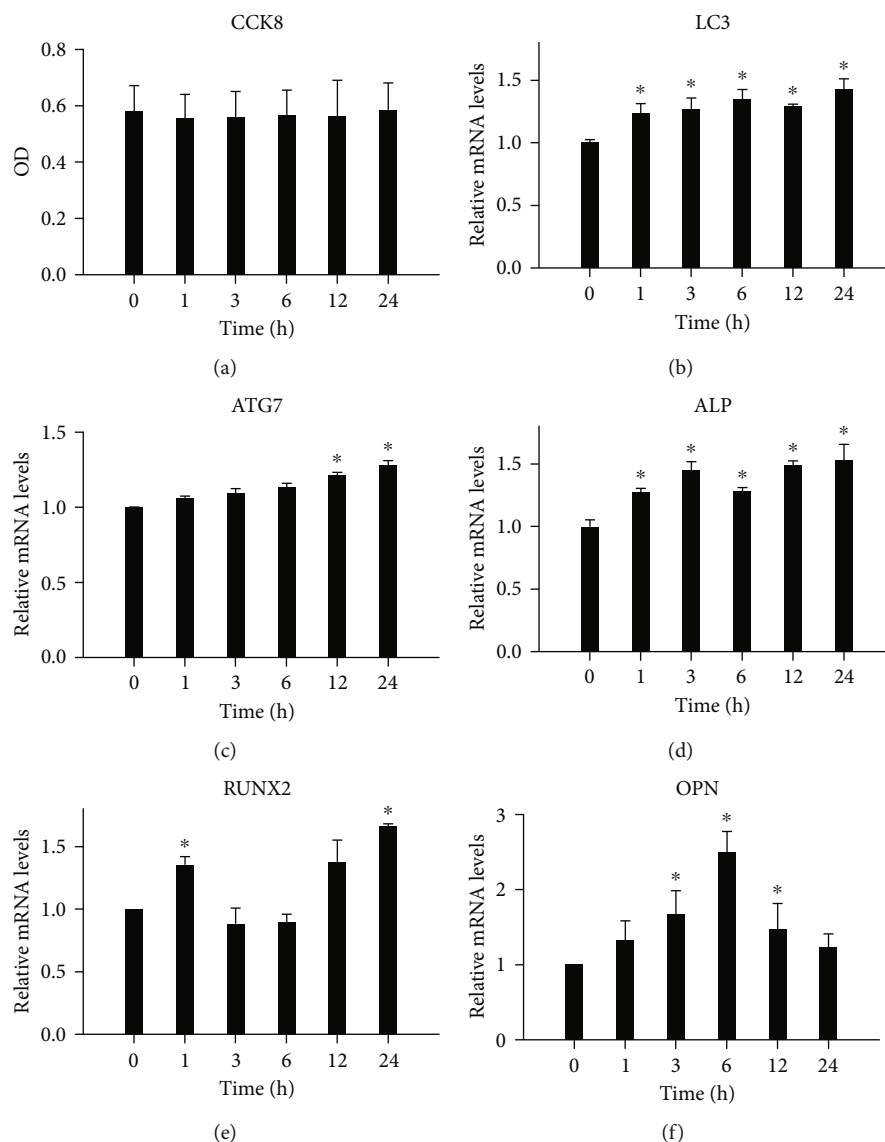 CCK8
0.8
0.6
0.4
0.2
0.0
OD
0 1 3 6 12 24
Time (h)
(a)
LC3
1.5
1.0
0.5
0.0
Relative mRNA levels
* * * * *
0 1 3 6 12 24
Time (h)
(b)
ATG7
1.5
1.0
0.5
0.0
Relative mRNA levels
* *
0 1 3 6 12 24
Time (h)
(c)
ALP
1.5
1.0
0.5
0.0
Relative mRNA levels
* * * * *
0 1 3 6 12 24
Time (h)
(d)
RUNX2
1.5
1.0
0.5
0.0
Relative mRNA levels
* *
0 1 3 6 12 24
Time (h)
(e)
OPN
3
2
1
0
Relative mRNA levels
* * *
0 1 3 6 12 24
Time (h)
(f)